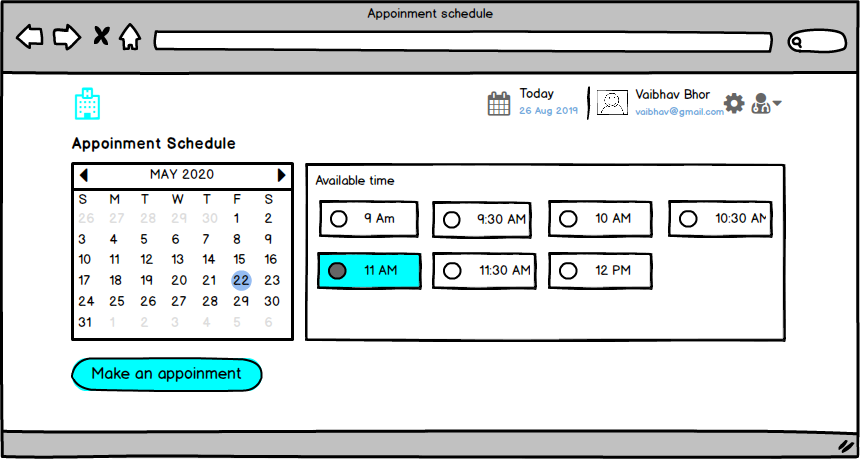 Appoinment schedule
Today
26 Aug 2019
Vaibhav Bhor
vaibhav@gmail.com
Appoinment Schedule
MAY 2020
S M T W T F S
26 27 28 29 30 1 2
3 4 5 6 7 8 9
10 11 12 13 14 15 16
17 18 19 20 21 22 23
24 25 26 27 28 29 30
31 1 2 3 4 5 6
Available time
9 Am 9:30 AM 10 AM 10:30 AM
11 AM 11:30 AM 12 PM
Make an appoinment